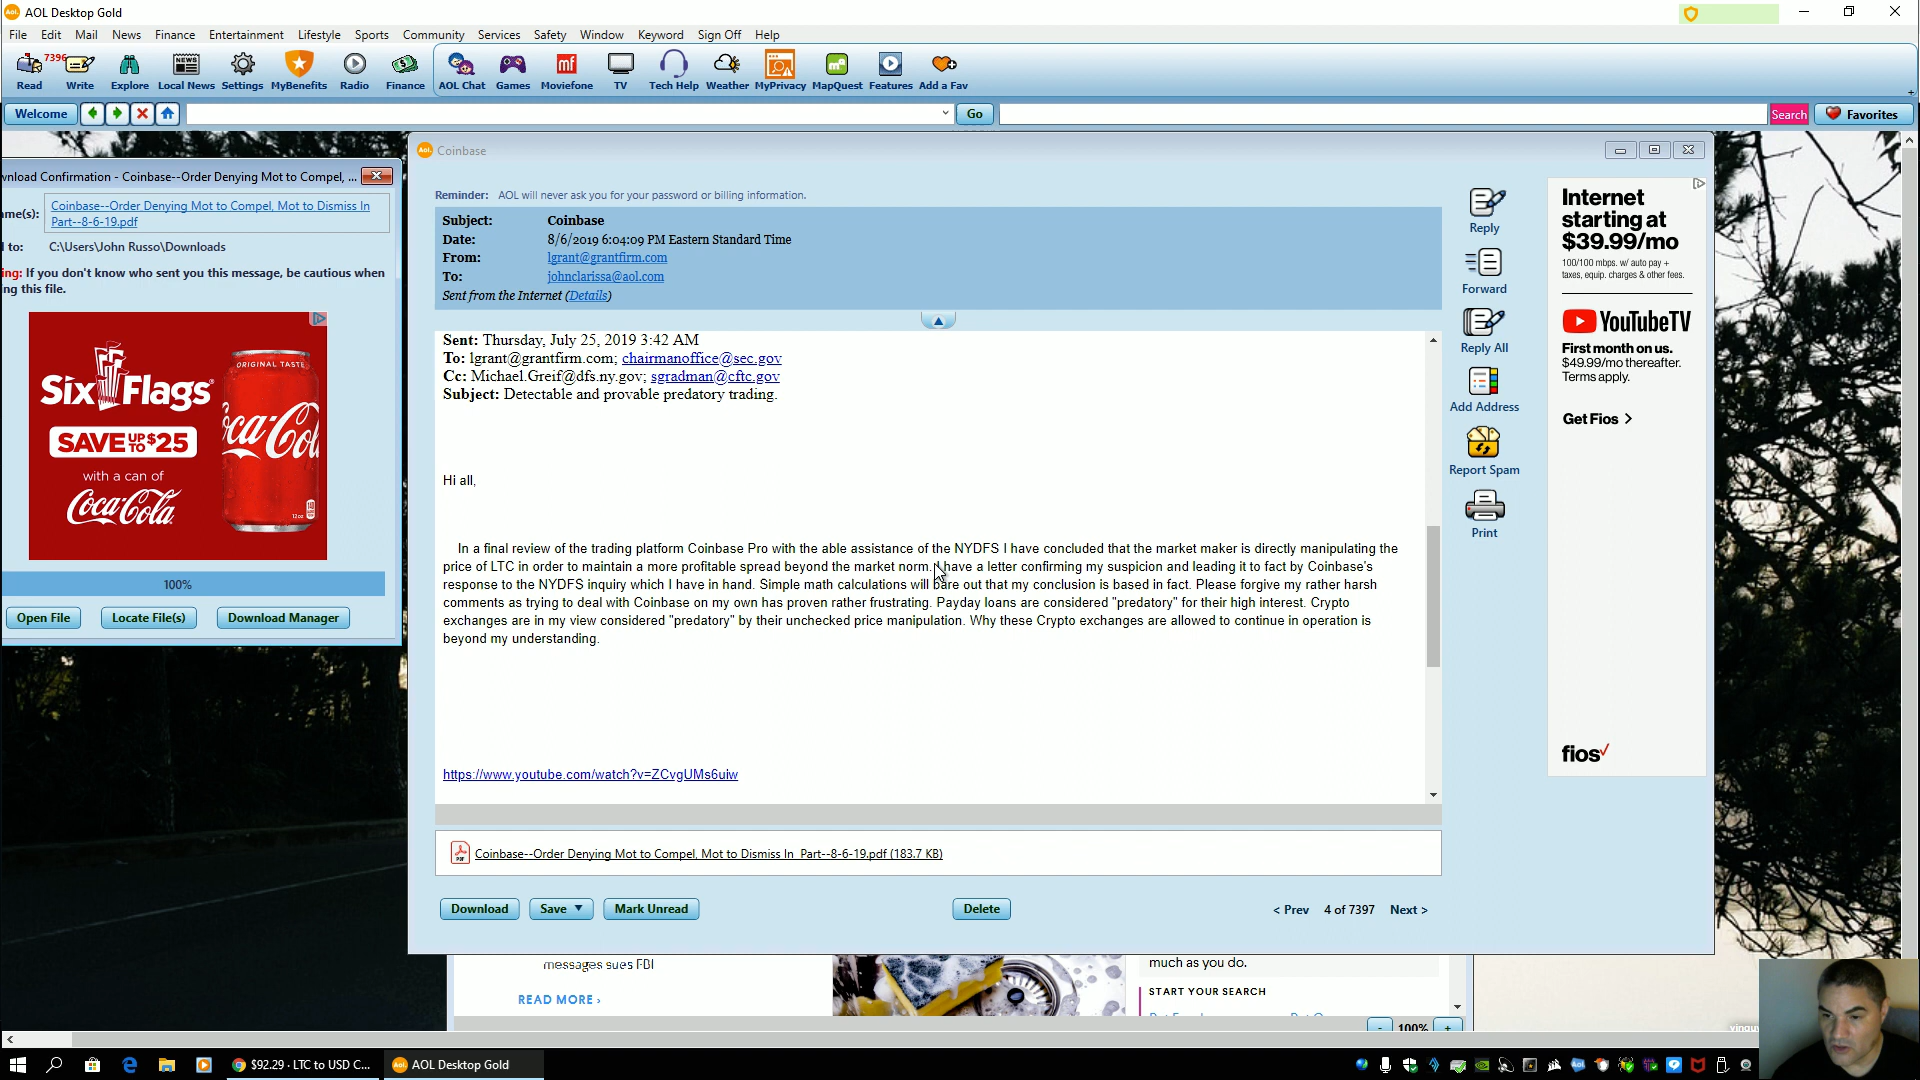 AOL Desktop Gold
File Edit Mail News Finance Entertainment Lifestyle Sports Community Services Safety Window Keyword Sign Off Help
7396
Read Write Explore Local News Settings MyBenefits Radio Finance AOL Chat Games Moviefone TV Tech Help Weather MyPrivacy MapQuest Features Add a Fav
Welcome Go Search Favorites
Coinbase
wnload Confirmation - Coinbase--Order Denying Mot to Compel, ...
ame(s): Coinbase--Order Denying Mot to Compel, Mot to Dismiss In
Part--8-6-19.pdf
d to: C:\Users\John Russo\Downloads
ing: If you don't know who sent you this message, be cautious when
ing this file.
Six Flags
SAVE UP TO $25
with a can of
Coca-Cola
ORIGINAL TASTE
100%
Open File Locate File(s) Download Manager
Reminder: AOL will never ask you for your password or billing information.
Subject: Coinbase
Date: 8/6/2019 6:04:09 PM Eastern Standard Time
From: lgrant@grantfirm.com
To: johnclarissa@aol.com
Sent from the Internet (Details)
Sent: Thursday, July 25, 2019 3:42 AM
To: lgrant@grantfirm.com; chairmanoffice@sec.gov
Cc: Michael.Greif@dfs.ny.gov; sgradman@cftc.gov
Subject: Detectable and provable predatory trading.
Hi all,
In a final review of the trading platform Coinbase Pro with the able assistance of the NYDFS I have concluded that the market maker is directly manipulating the
price of LTC in order to maintain a more profitable spread beyond the market norm. I have a letter confirming my suspicion and leading it to fact by Coinbase's
response to the NYDFS inquiry which I have in hand. Simple math calculations will bare out that my conclusion is based in fact. Please forgive my rather harsh
comments as trying to deal with Coinbase on my own has proven rather frustrating. Payday loans are considered "predatory" for their high interest. Crypto
exchanges are in my view considered "predatory" by their unchecked price manipulation. Why these Crypto exchanges are allowed to continue in operation is
beyond my understanding.
https://www.youtube.com/watch?v=ZCvgUMs6uiw
Coinbase--Order Denying Mot to Compel, Mot to Dismiss In Part--8-6-19.pdf (183.7 KB)
Download Save Mark Unread Delete < Prev 4 of 7397 Next >
Reply
Forward
Reply All
Add Address
Report Spam
Print
Internet
starting at
$39.99/mo
100/100 mbps. w/ auto pay +
taxes, equip. charges & other fees.
YouTubeTV
First month on us.
$49.99/mo thereafter.
Terms apply.
Get Fios >
fios
messages sues FBI
READ MORE ›
much as you do.
START YOUR SEARCH
- 100% +
$92.29 · LTC to USD C... AOL Desktop Gold